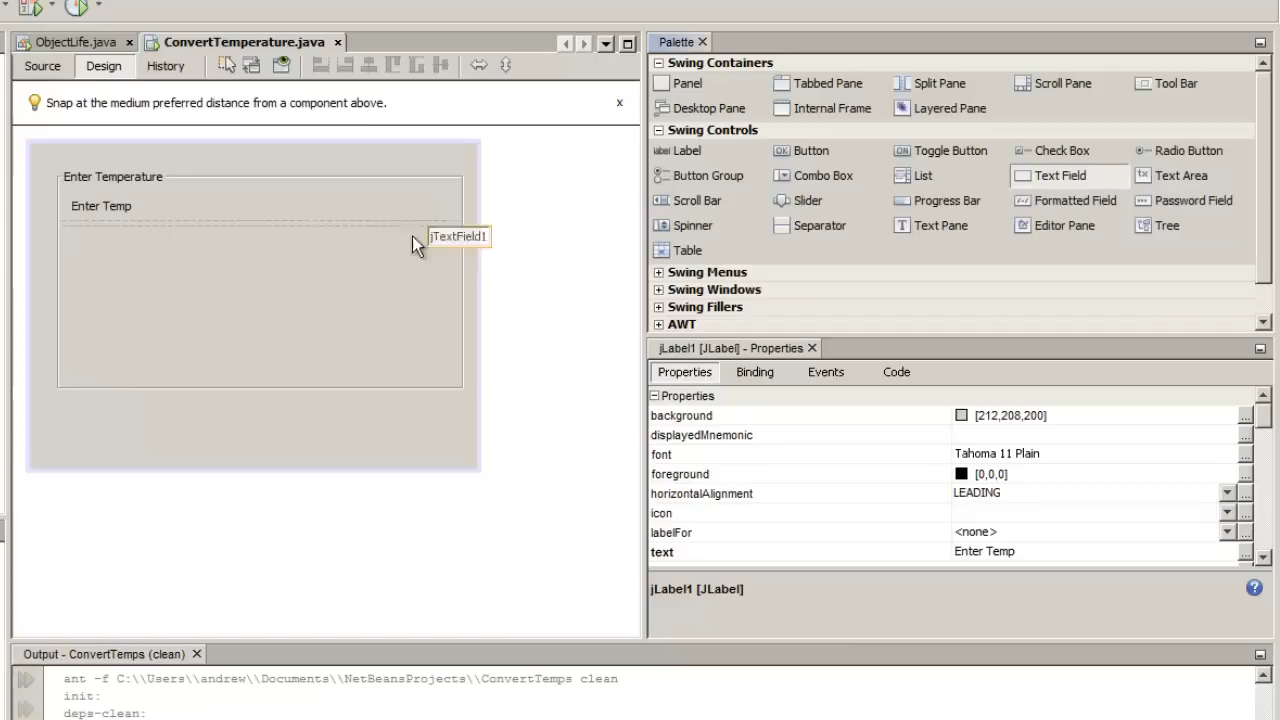 ObjectLife.java x ConvertTemperature.java x
Source Design History
Snap at the medium preferred distance from a component above. x
Enter Temperature
Enter Temp
jTextField1
Palette
Swing Containers
Panel Tabbed Pane Split Pane Scroll Pane Tool Bar
Desktop Pane Internal Frame Layered Pane
Swing Controls
label Label OK Button ON Toggle Button Check Box Radio Button
Button Group Combo Box List Text Field Text Area
Scroll Bar Slider Progress Bar Formatted Field Password Field
Spinner Separator T Text Pane Editor Pane Tree
Table
Swing Menus
Swing Windows
Swing Fillers
AWT
jLabel1 [JLabel] - Properties
Properties Binding Events Code
Properties
background [212,208,200] ...
displayedMnemonic ...
font Tahoma 11 Plain ...
foreground [0,0,0] ...
horizontalAlignment LEADING ...
icon ...
labelFor <none> ...
text Enter Temp ...
jLabel1 [JLabel] ?
Output - ConvertTemps (clean)
ant -f C:\\Users\\andrew\\Documents\\NetBeansProjects\\ConvertTemps clean
init:
deps-clean: